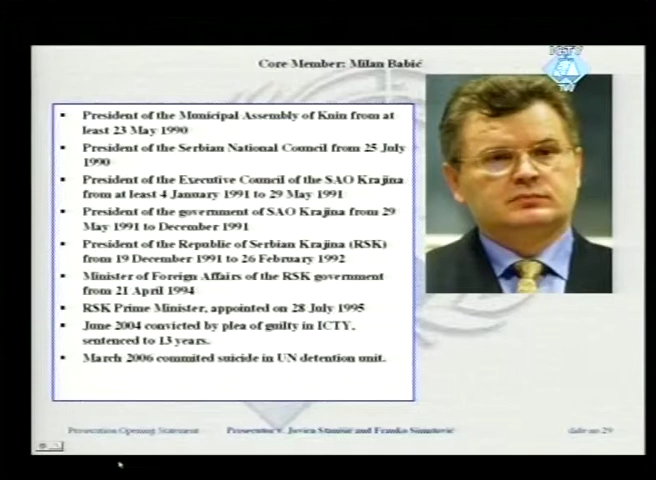 ICTY
TPIY
Core Member: Milan Babić
▪ President of the Municipal Assembly of Knin from at
least 23 May 1990
▪ President of the Serbian National Council from 25 July
1990
▪ President of the Executive Council of the SAO Krajina
from at least 4 January 1991 to 29 May 1991
▪ President of the government of SAO Krajina from 29
May 1991 to December 1991
▪ President of the Republic of Serbian Krajina (RSK)
from 19 December 1991 to 26 February 1992
▪ Minister of Foreign Affairs of the RSK government
from 21 April 1994
▪ RSK Prime Minister, appointed on 28 July 1995
▪ June 2004 convicted by plea of guilty in ICTY,
sentenced to 13 years.
▪ March 2006 commited suicide in UN detention unit.
Prosecution Opening Statement
Prosecutor v. Jovica Stanišić and Franko Simatović
slide no 29